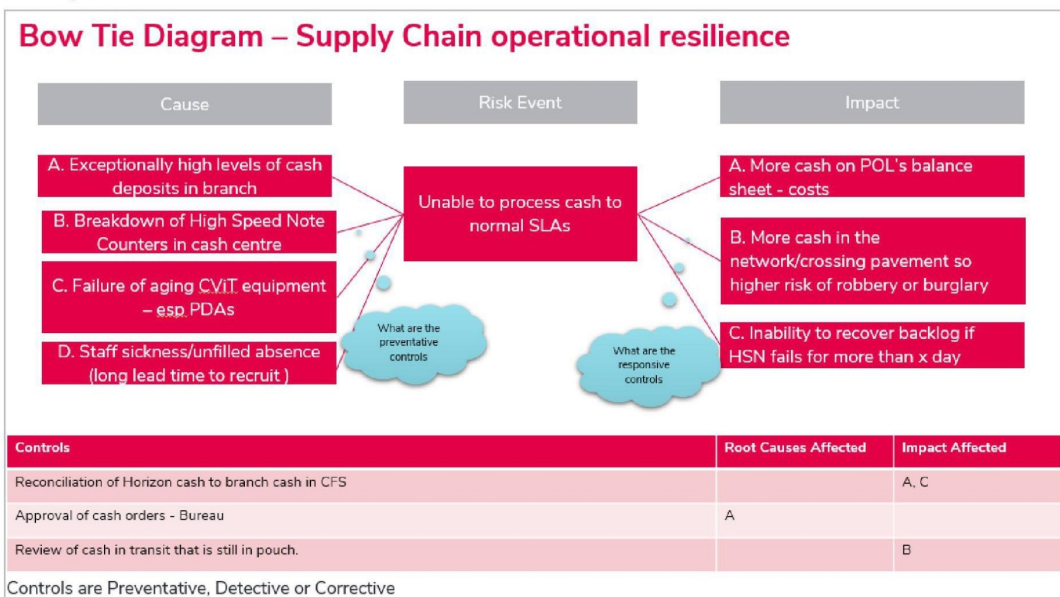 Bow Tie Diagram – Supply Chain operational resilience
Cause
Risk Event
Impact
A. Exceptionally high levels of cash
deposits in branch
B. Breakdown of High Speed Note
Counters in cash centre
C. Failure of aging CViT equipment
– esp PDAs
D. Staff sickness/unfilled absence
(long lead time to recruit )
Unable to process cash to
normal SLAs
A. More cash on POL's balance
sheet - costs
B. More cash in the
network/crossing pavement so
higher risk of robbery or burglary
C. Inability to recover backlog if
HSN fails for more than x day
What are the
preventative
controls
What are the
responsive
controls
Controls Root Causes Affected Impact Affected
Reconciliation of Horizon cash to branch cash in CFS A, C
Approval of cash orders - Bureau A
Review of cash in transit that is still in pouch. B
Controls are Preventative, Detective or Corrective